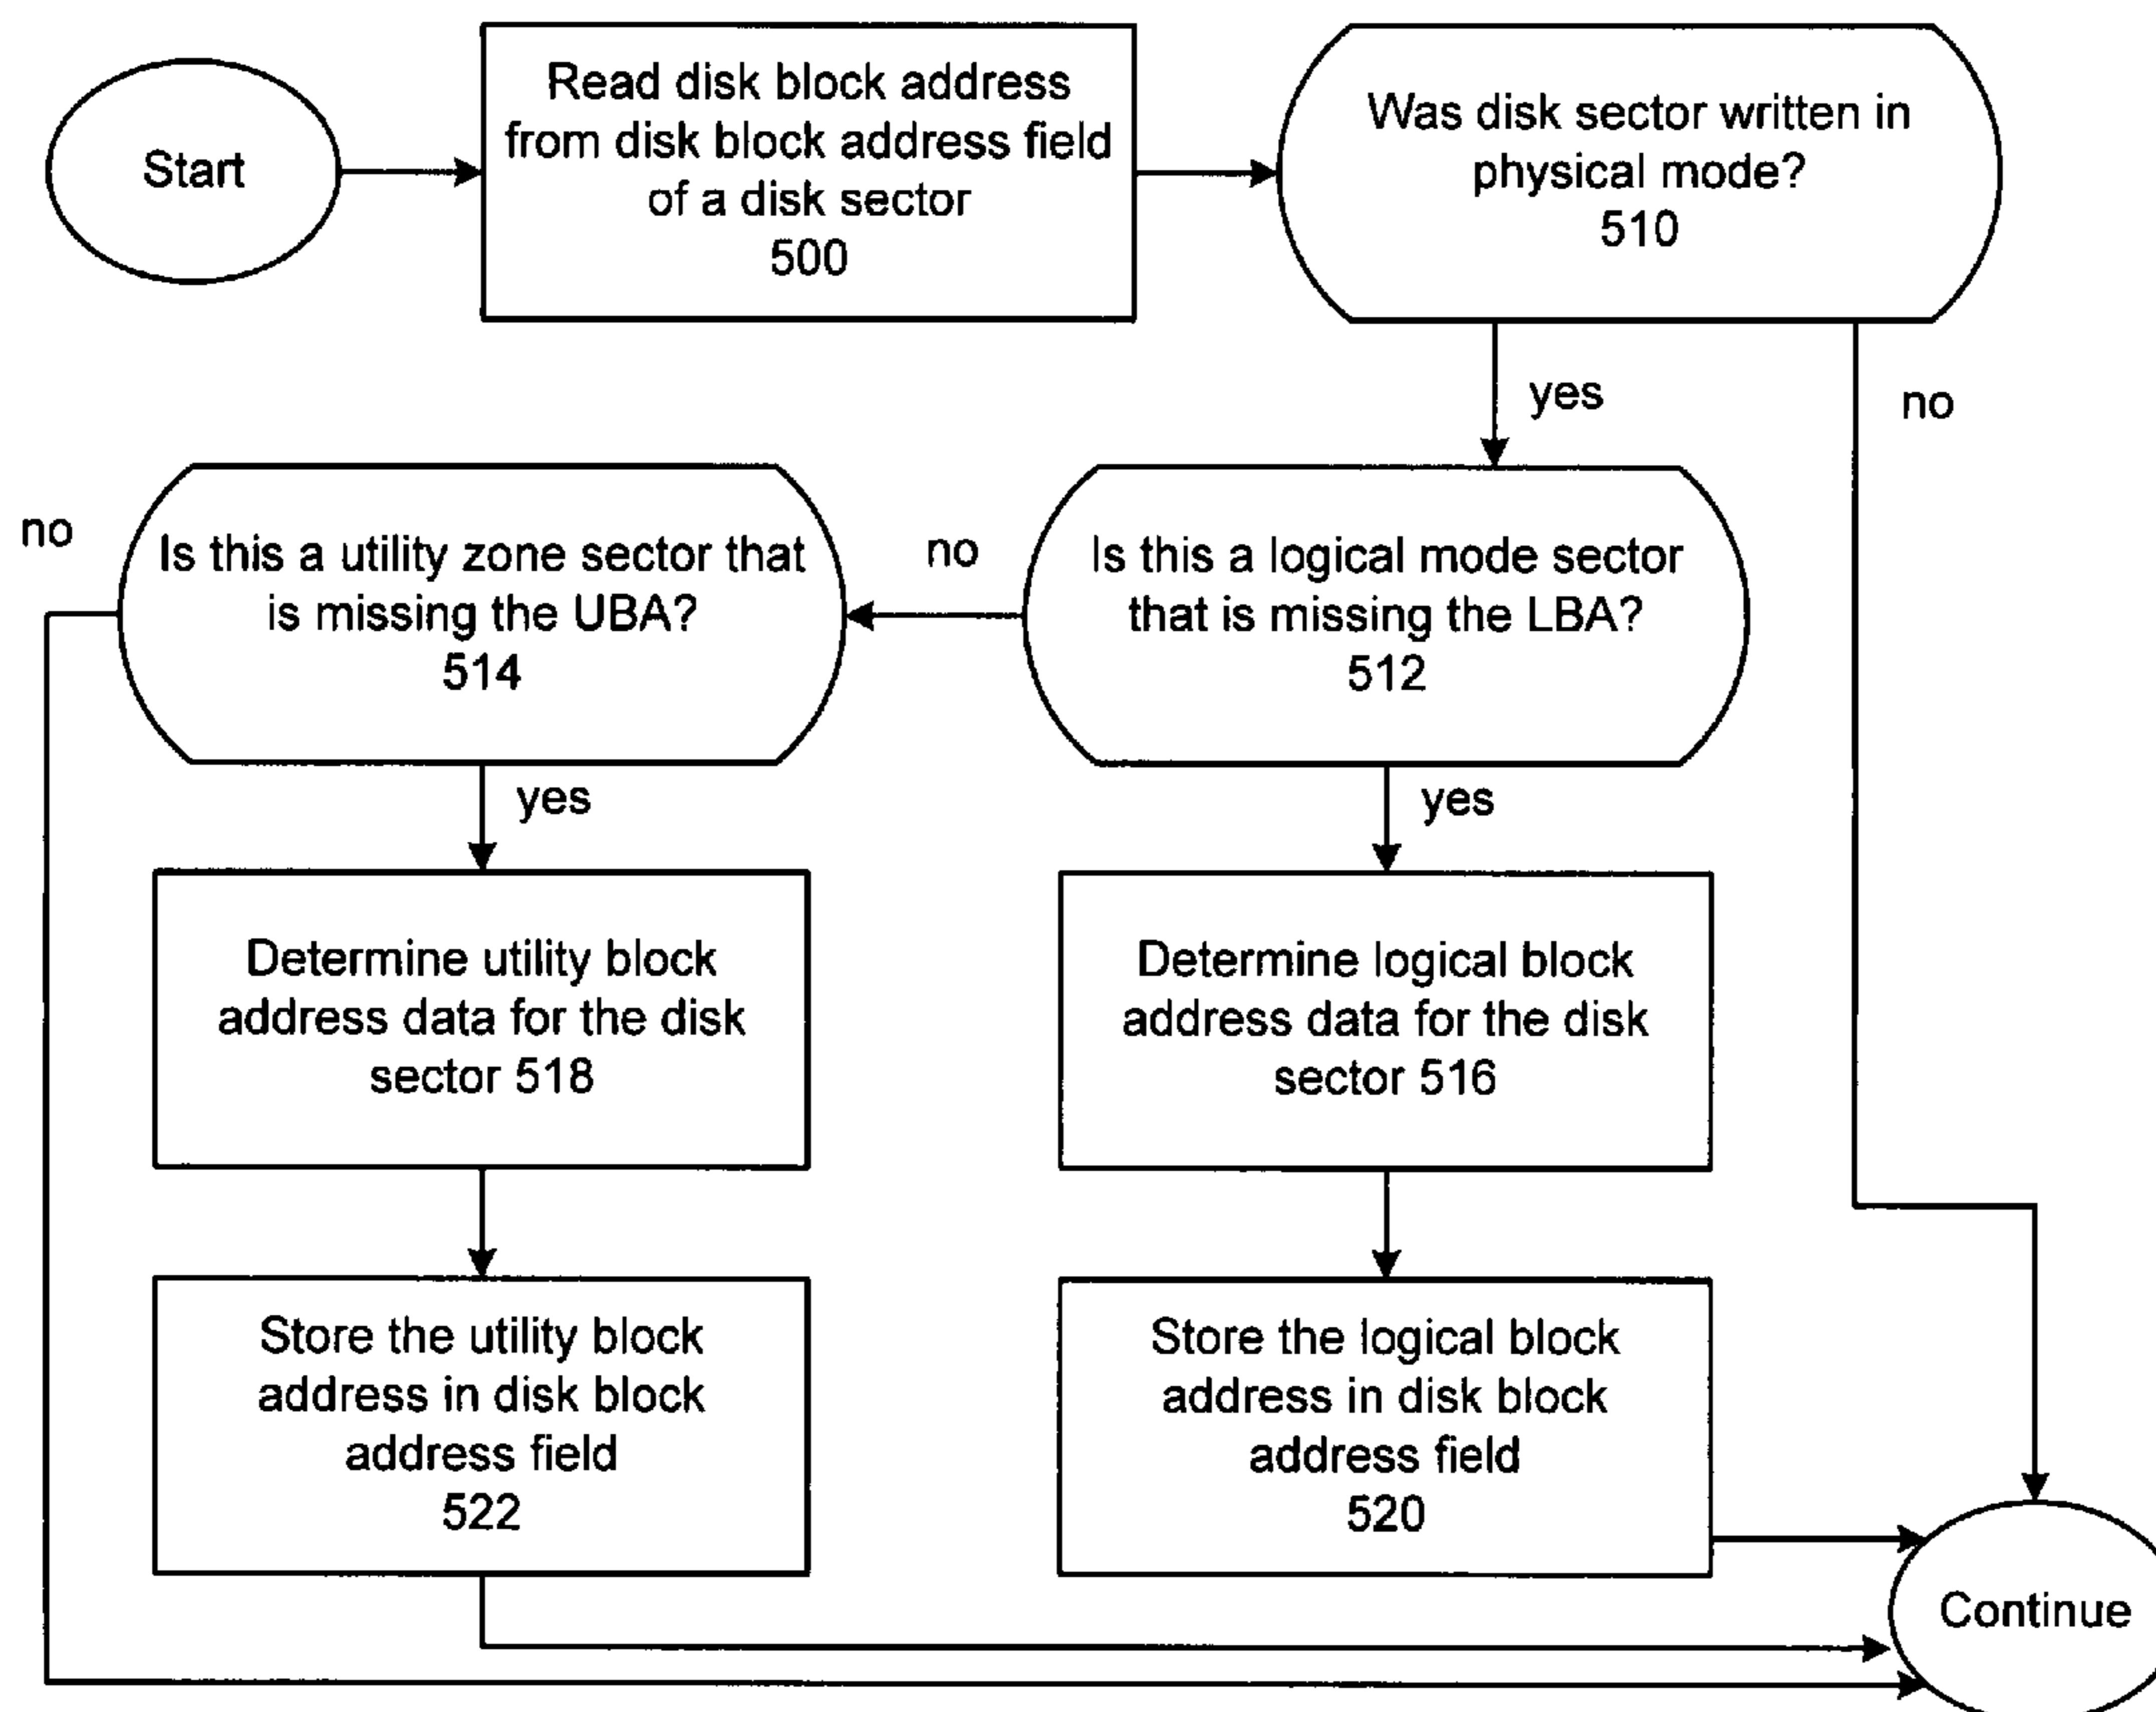 Start
Read disk block address
from disk block address field
of a disk sector
500
Was disk sector written in
physical mode?
510
yes
no
no
Is this a utility zone sector that
is missing the UBA?
514
no
Is this a logical mode sector
that is missing the LBA?
512
yes
yes
Determine utility block
address data for the disk
sector 518
Determine logical block
address data for the disk
sector 516
Store the utility block
address in disk block
address field
522
Store the logical block
address in disk block
address field
520
Continue